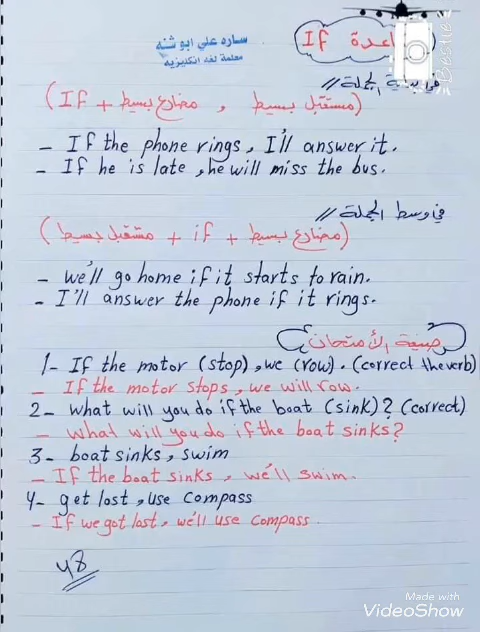 ساره علي ابو شنه
معلمة لغه انكليزيه
قاعدة If
Bestie
في بداية الجملة //
(If + مضارع بسيط , مستقبل بسيط)
- If the phone rings, I'll answer it.
- If he is late, he will miss the bus.
في وسط الجملة //
(مستقبل بسيط + if + مضارع بسيط)
- We'll go home if it starts to rain.
- I'll answer the phone if it rings.
صيغة الأمتحان
1- If the motor (stop), we (row). (correct the verb)
- If the motor stops, we will row.
2- What will you do if the boat (sink)? (correct)
- What will you do if the boat sinks?
3- boat sinks, swim
- If the boat sinks, we'll swim.
4- get lost, use compass
- If we got lost, we'll use compass.
48
Made with
VideoShow